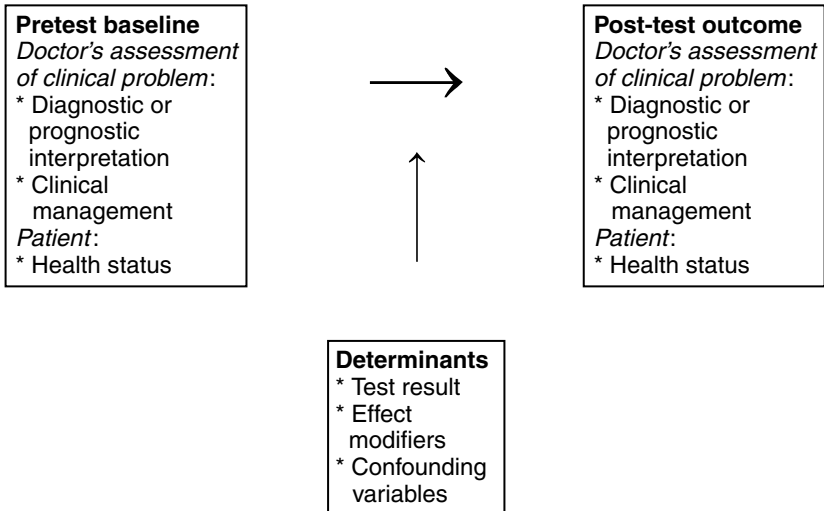 Pretest baseline
Doctor's assessment
of clinical problem:
* Diagnostic or
prognostic
interpretation
* Clinical
management
Patient:
* Health status
Post-test outcome
Doctor's assessment
of clinical problem:
* Diagnostic or
prognostic
interpretation
* Clinical
management
Patient:
* Health status
Determinants
* Test result
* Effect
modifiers
* Confounding
variables